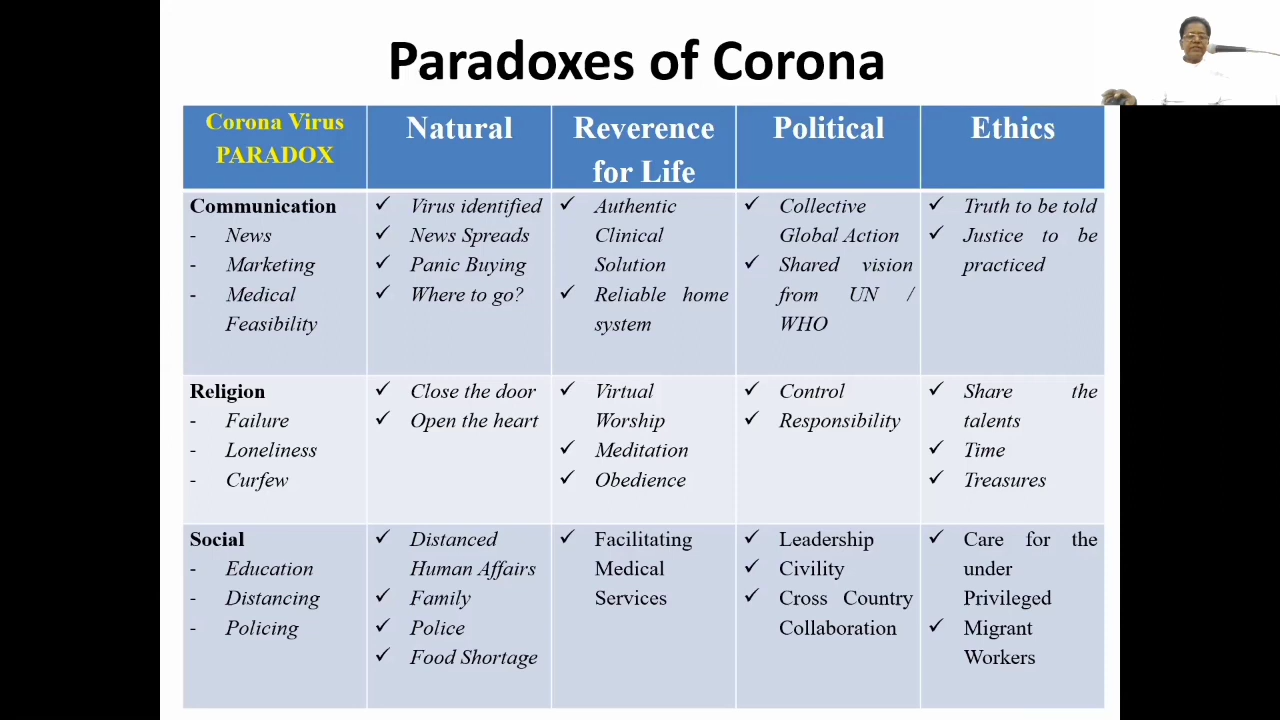 Paradoxes of Corona
Corona Virus
PARADOX
Natural
Reverence
for Life
Political
Ethics
Communication
- News
- Marketing
- Medical
Feasibility
✓ Virus identified
✓ News Spreads
✓ Panic Buying
✓ Where to go?
✓ Authentic
Clinical
Solution
✓ Reliable home
system
✓ Collective
Global Action
✓ Shared vision
from UN /
WHO
✓ Truth to be told
✓ Justice to be
practiced
Religion
- Failure
- Loneliness
- Curfew
✓ Close the door
✓ Open the heart
✓ Virtual
Worship
✓ Meditation
✓ Obedience
✓ Control
✓ Responsibility
✓ Share the
talents
✓ Time
✓ Treasures
Social
- Education
- Distancing
- Policing
✓ Distanced
Human Affairs
✓ Family
✓ Police
✓ Food Shortage
✓ Facilitating
Medical
Services
✓ Leadership
✓ Civility
✓ Cross Country
Collaboration
✓ Care for the
under
Privileged
✓ Migrant
Workers